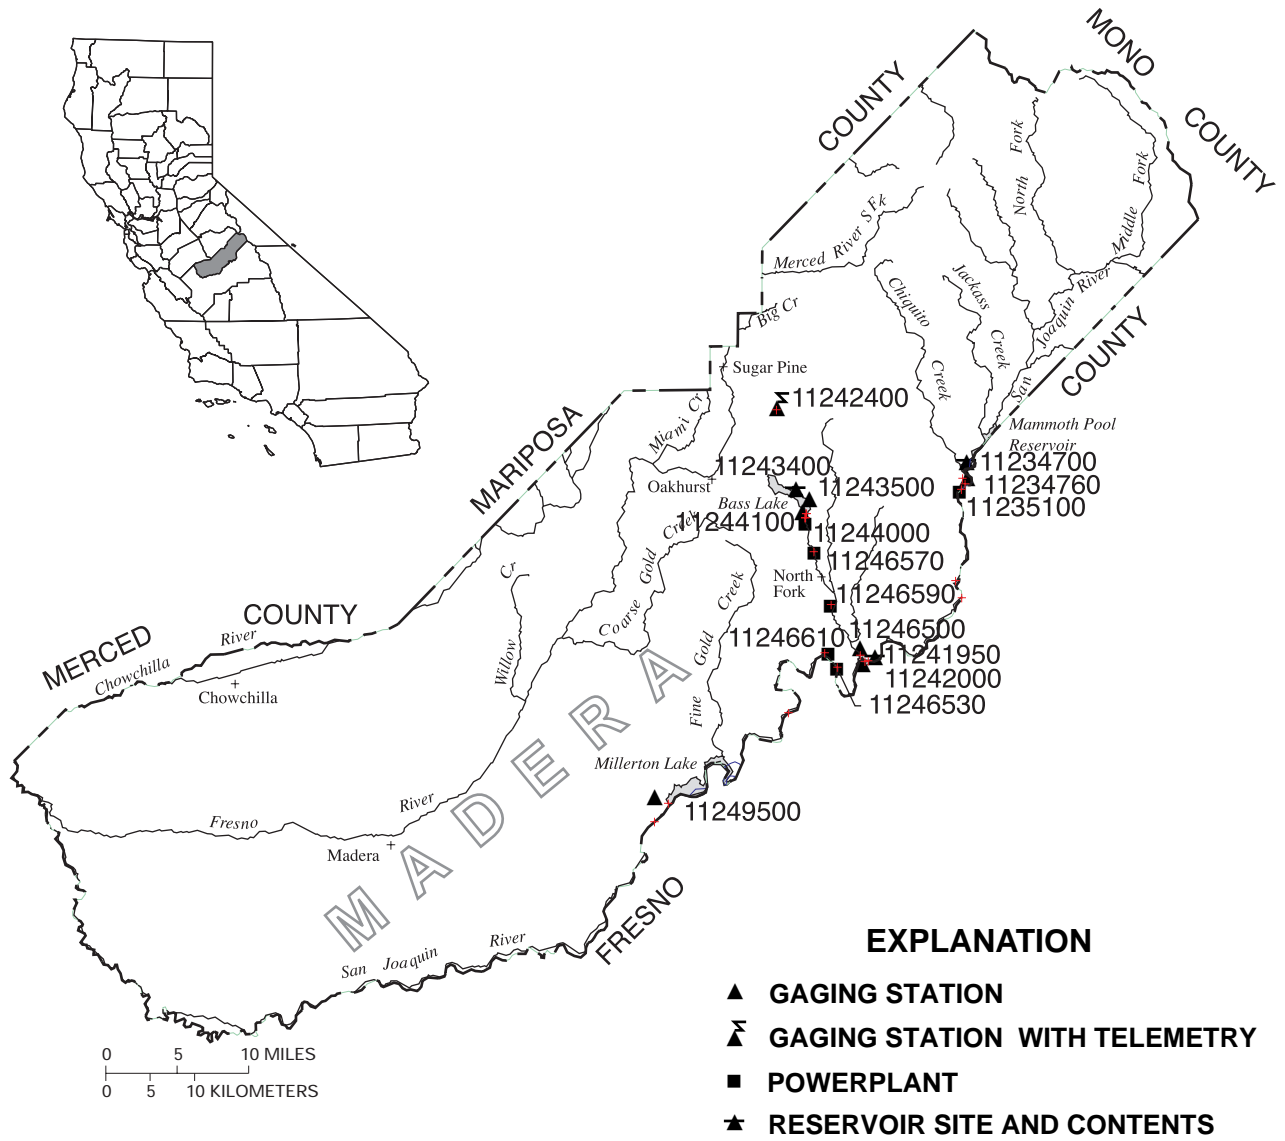 MONO
COUNTY
COUNTY
North Fork
Middle Fork
Merced River S Fk
Chiquito Creek
Jackass Creek
San Joaquin River
COUNTY
Big Cr
Sugar Pine
11242400
Miami Cr
MARIPOSA
Mammoth Pool
Reservoir
11234700
11234760
11235100
11243400
Oakhurst
11243500
Bass Lake
11244100
11244000
11246570
Coarse Gold Creek
North
Fork
11246590
Cr
Willow
Fine Gold Creek
11246500
11246610
11241950
11242000
11246530
COUNTY
MERCED
River
Chowchilla
Chowchilla
MADERA
Millerton Lake
11249500
Fresno
River
Madera
FRESNO
San Joaquin River
0 5 10 MILES
0 5 10 KILOMETERS
EXPLANATION
GAGING STATION
GAGING STATION WITH TELEMETRY
POWERPLANT
RESERVOIR SITE AND CONTENTS